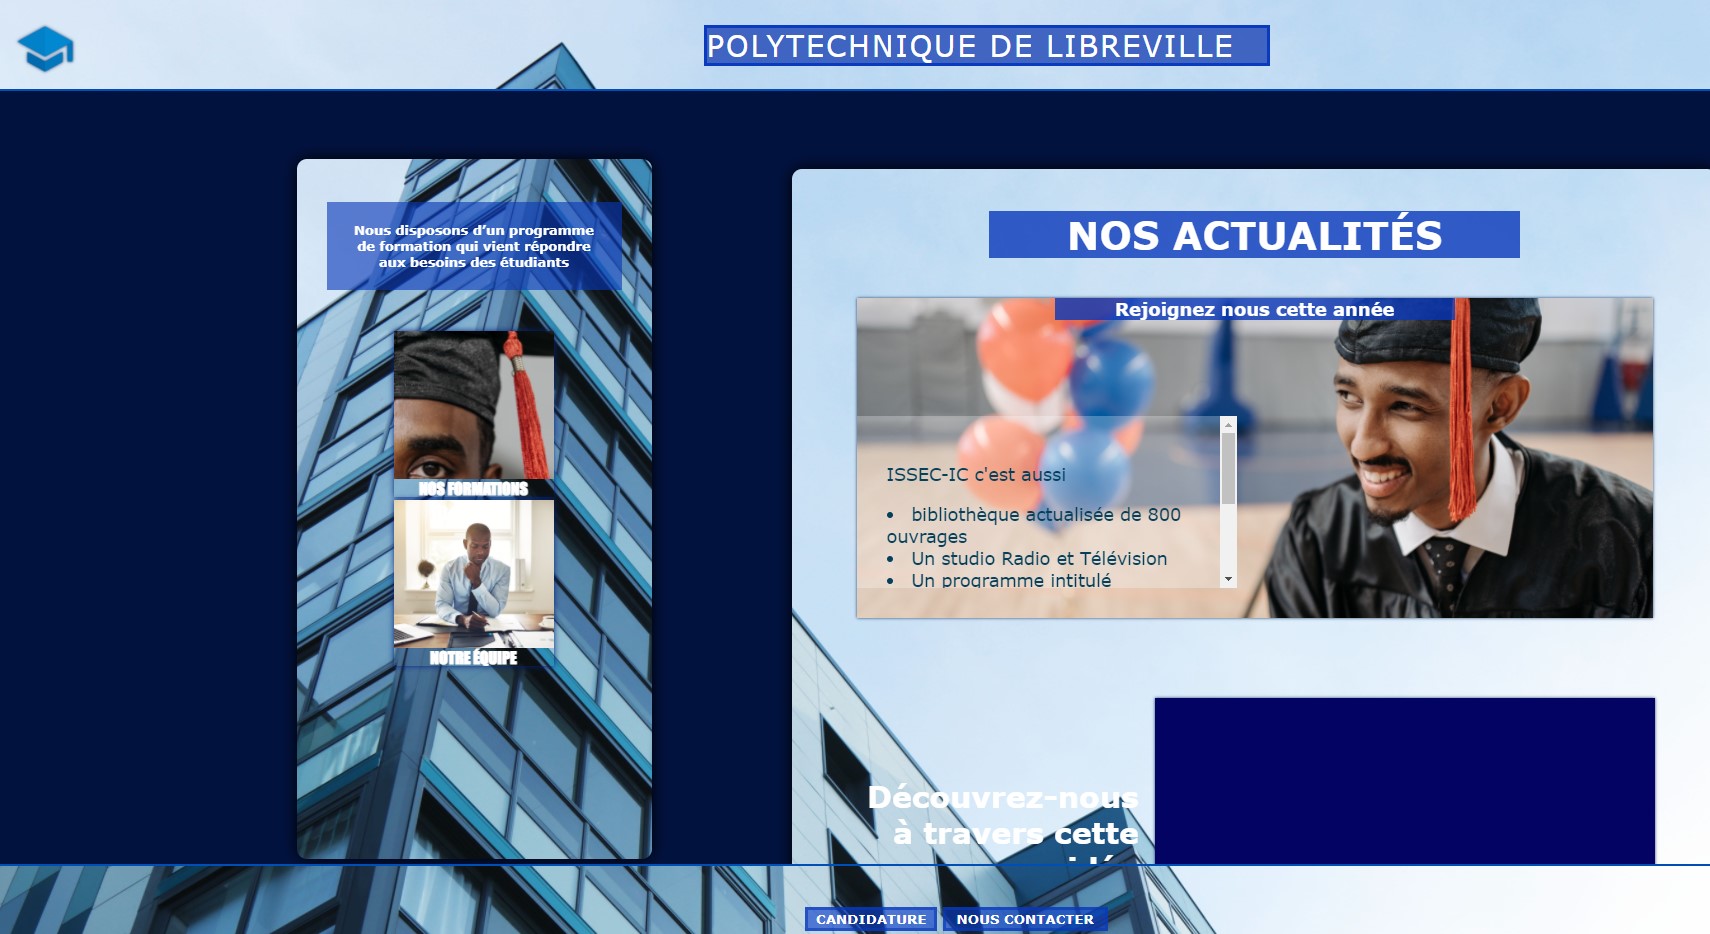 POLYTECHNIQUE DE LIBREVILLE
Nous disposons d'un programme
de formation qui vient répondre
aux besoins des étudiants
NOS FORMATIONS
NOTRE ÉQUIPE
NOS ACTUALITÉS
Rejoignez nous cette année
ISSEC-IC c'est aussi
• bibliothèque actualisée de 800
ouvrages
• Un studio Radio et Télévision
• Un programme intitulé
Découvrez-nous
à travers cette
CANDIDATURE
NOUS CONTACTER